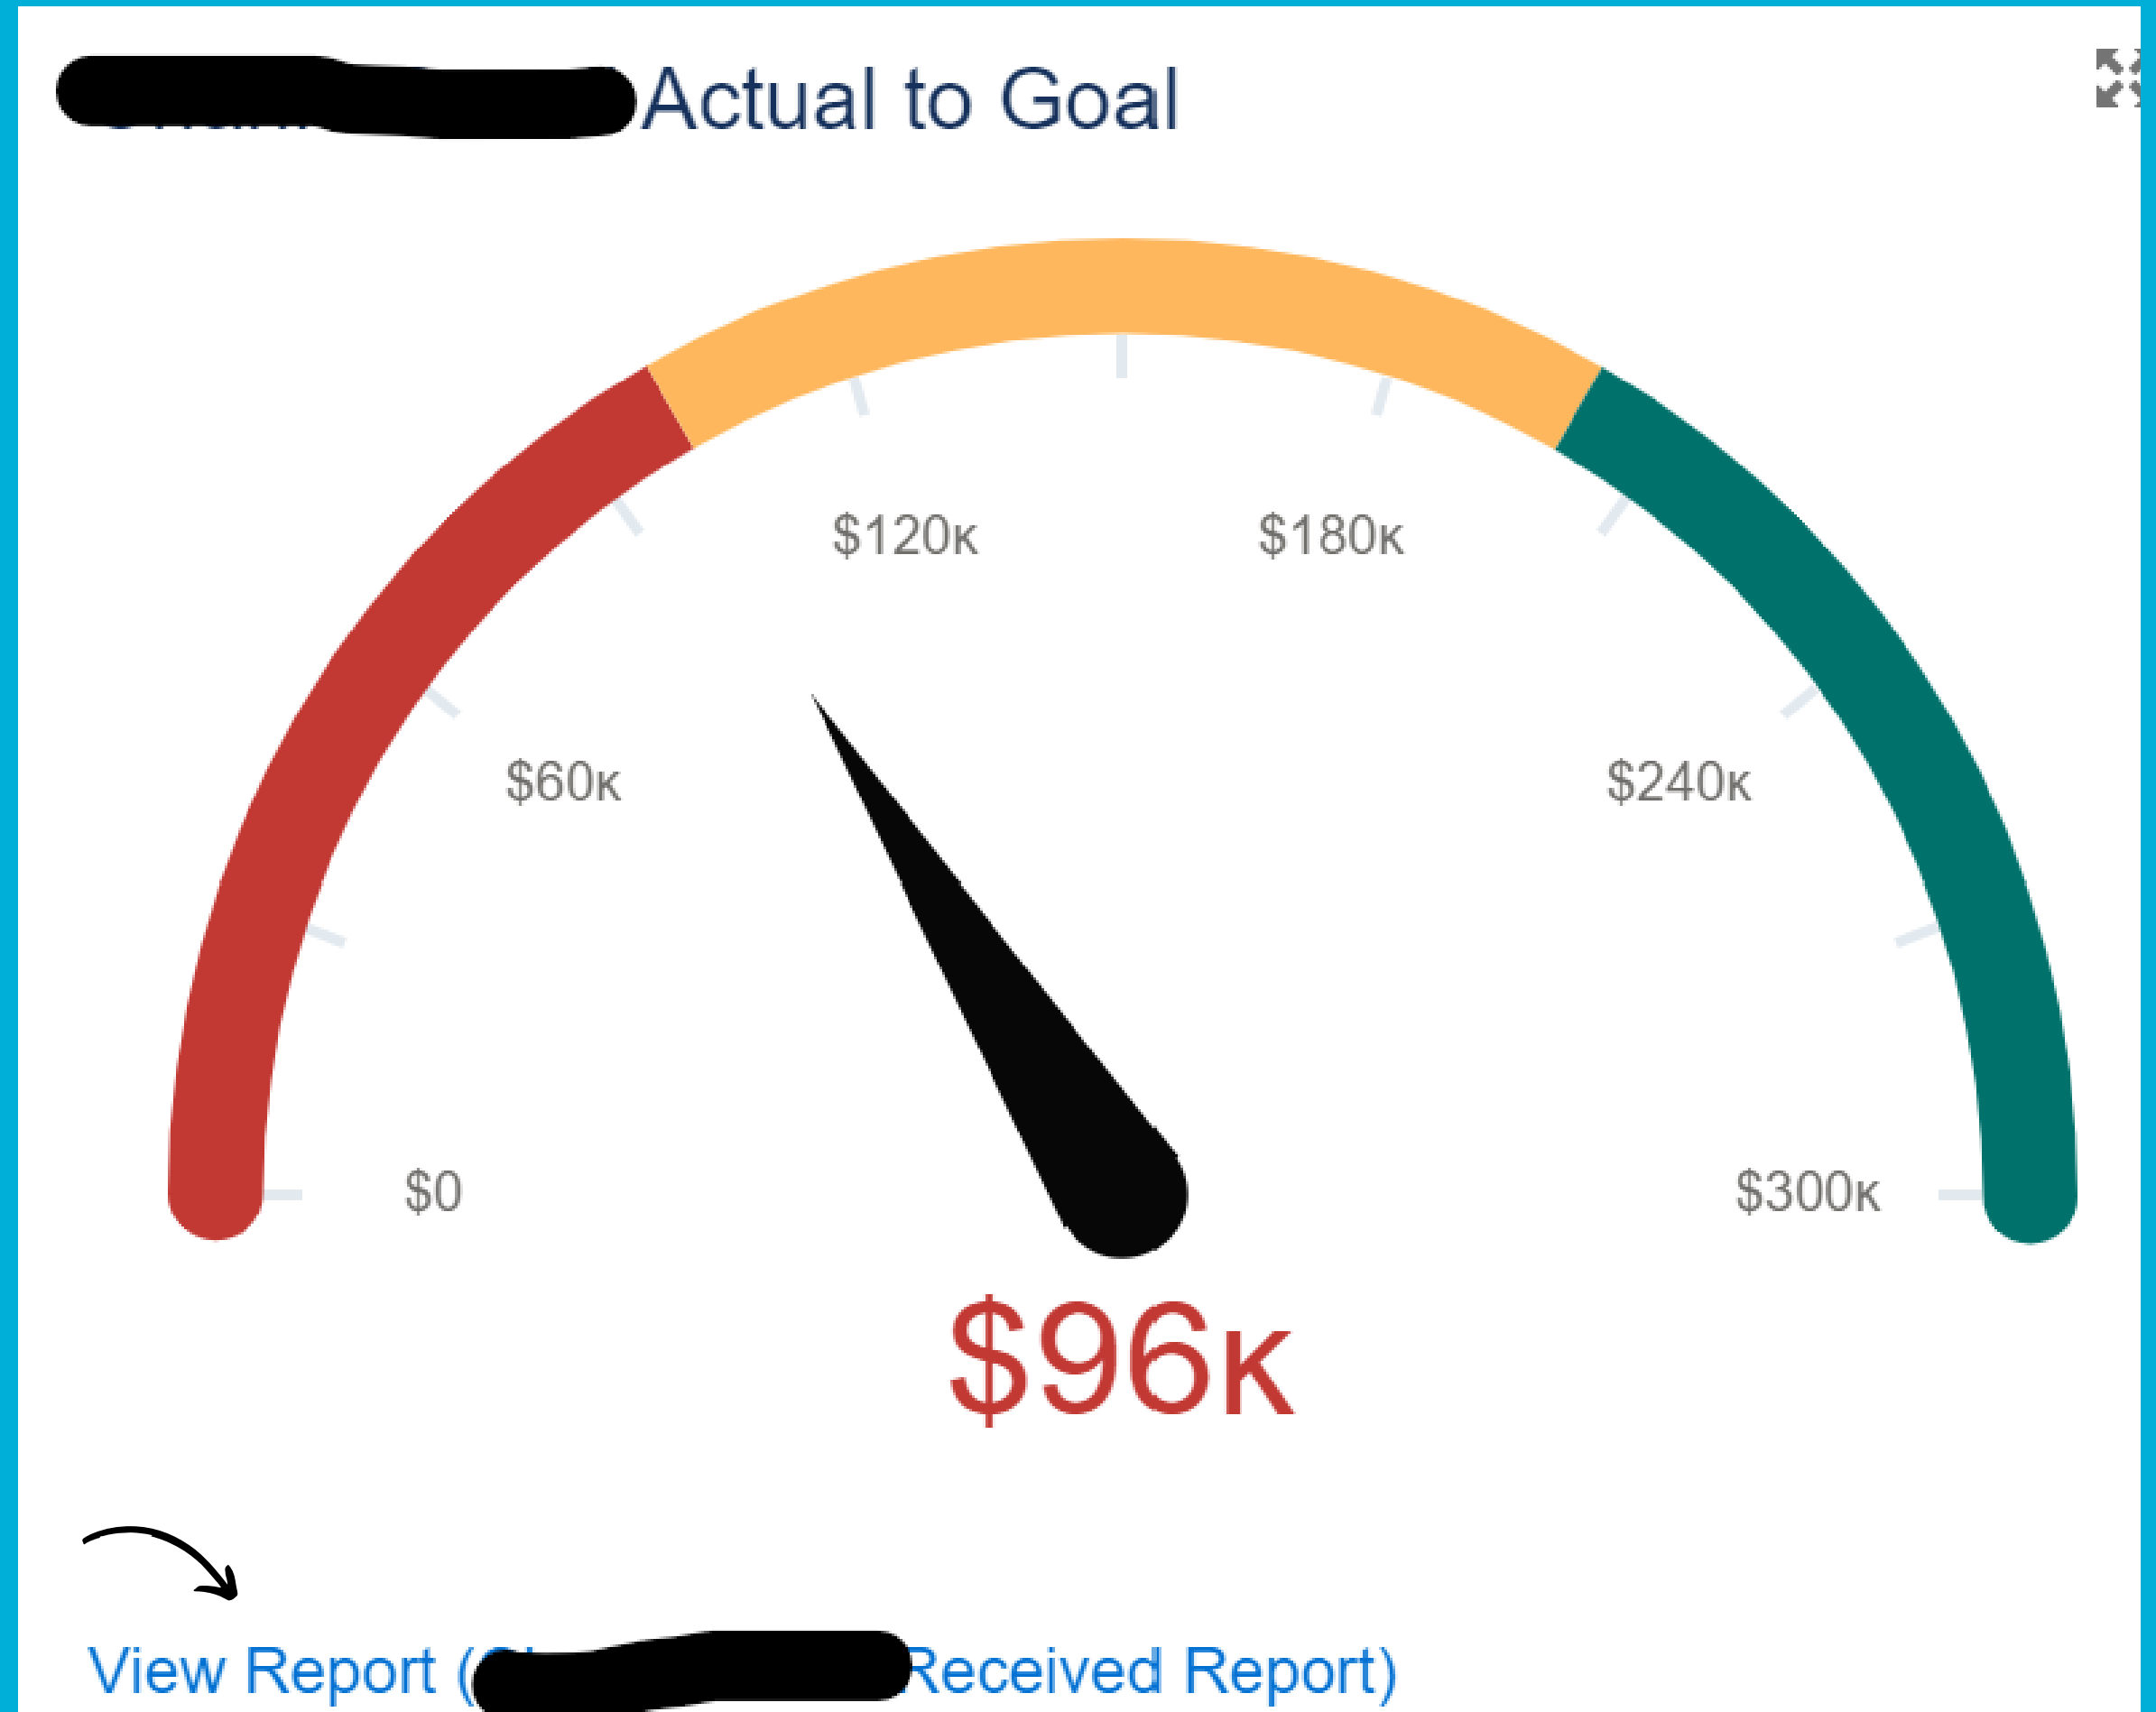 Actual to Goal
$120K $180K
$60K $240K
$0 $300K
$96K
View Report ( Received Report)